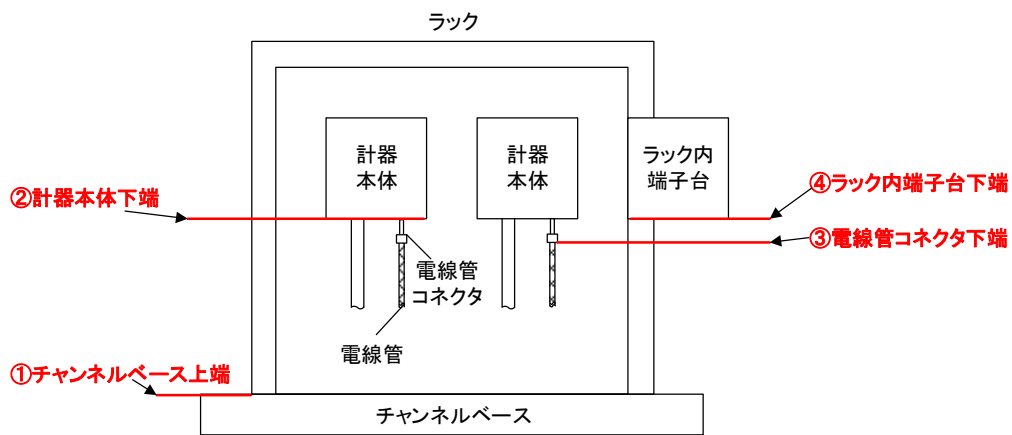 ラック
計器
本体
計器
本体
ラック内
端子台
②計器本体下端
④ラック内端子台下端
③電線管コネクタ下端
電線管
コネクタ
電線管
①チャンネルベース上端
チャンネルベース